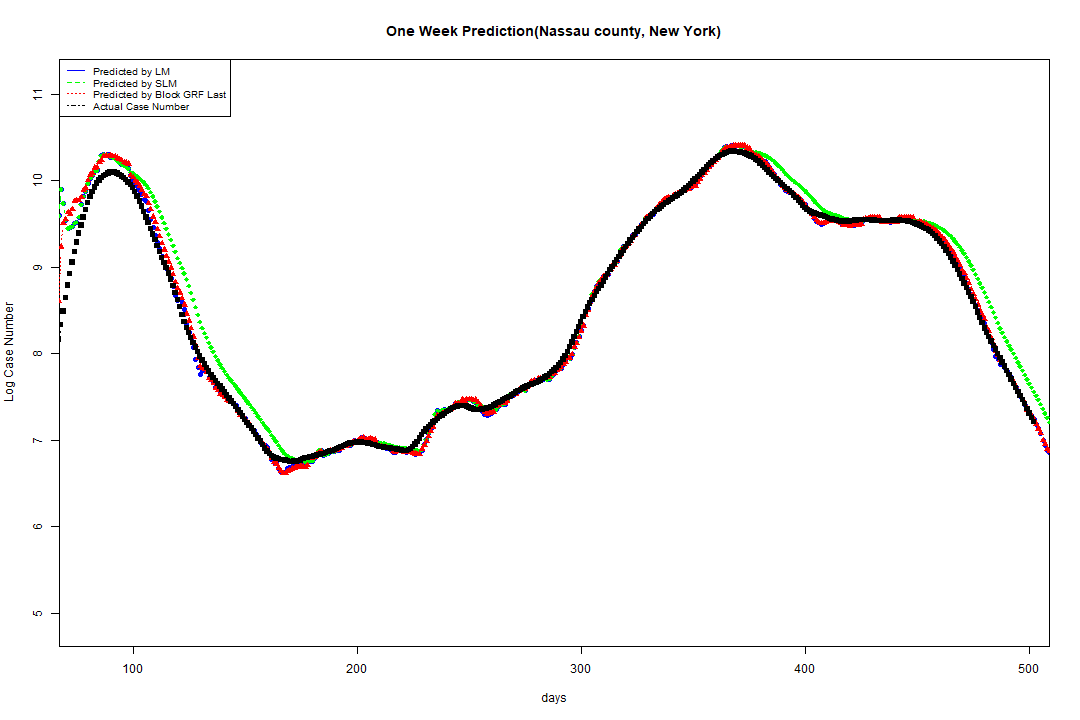 One Week Prediction(Nassau county, New York)
Predicted by LM
Predicted by SLM
Predicted by Block GRF Last
Actual Case Number
11
10
9
8
7
6
5
Log Case Number
100 200 300 400 500
days